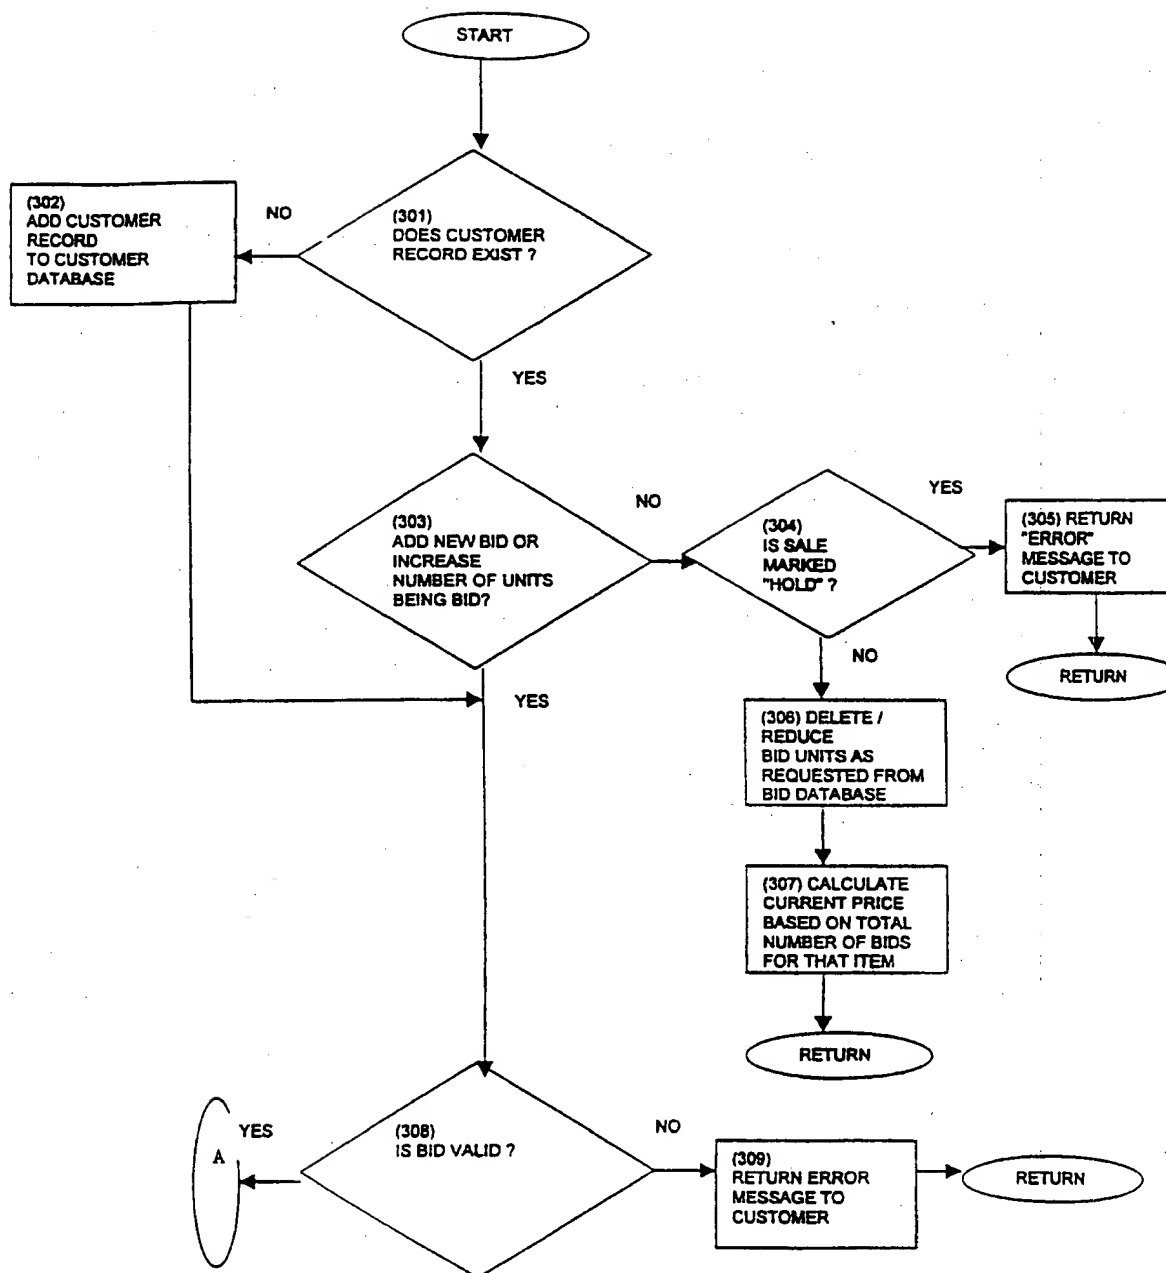 START
(301)
DOES CUSTOMER
RECORD EXIST ?
NO
(302)
ADD CUSTOMER
RECORD
TO CUSTOMER
DATABASE
YES
(303)
ADD NEW BID OR
INCREASE
NUMBER OF UNITS
BEING BID?
NO
(304)
IS SALE
MARKED
"HOLD" ?
YES
(305) RETURN
"ERROR"
MESSAGE TO
CUSTOMER
RETURN
NO
YES
(306) DELETE /
REDUCE
BID UNITS AS
REQUESTED FROM
BID DATABASE
(307) CALCULATE
CURRENT PRICE
BASED ON TOTAL
NUMBER OF BIDS
FOR THAT ITEM
RETURN
(308)
IS BID VALID ?
YES
A
NO
(309)
RETURN ERROR
MESSAGE TO
CUSTOMER
RETURN